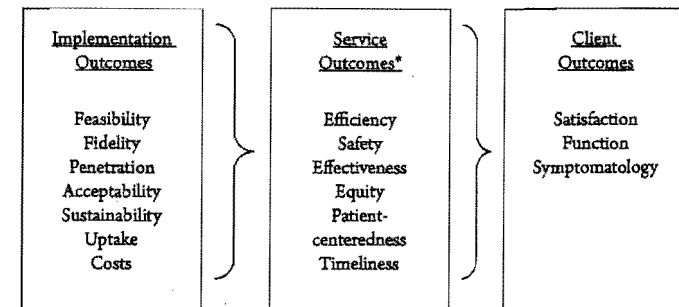 Implementation
Outcomes
Feasibility
Fidelity
Penetration
Acceptability
Sustainability
Uptake
Costs
Service
Outcomes*
Efficiency
Safety
Effectiveness
Equity
Patient-
centeredness
Timeliness
Client
Outcomes
Satisfaction
Function
Symptomatology